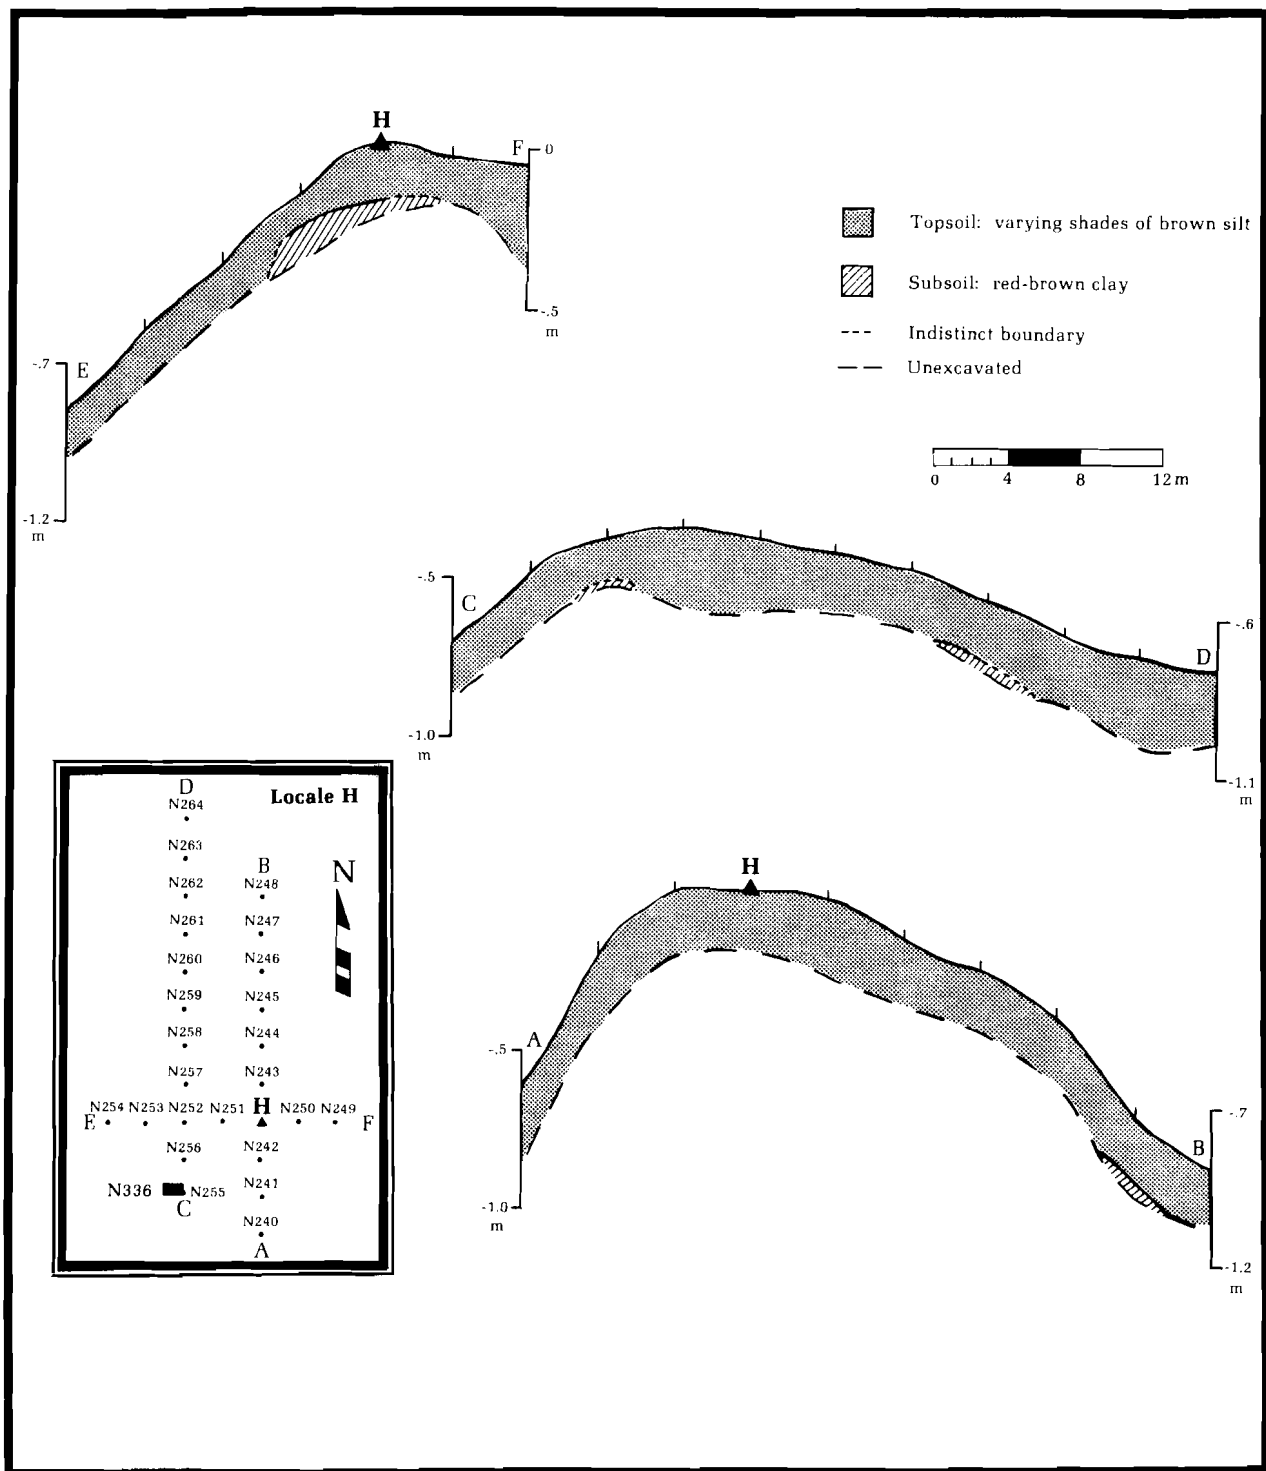 H
F
0
-.5
m
E
-.7
-1.2
m
Topsoil: varying shades of brown silt
Subsoil: red-brown clay
Indistinct boundary
Unexcavated
0 4 8 12m
C
-.5
-1.0
m
D
-.6
-1.1
m
H
A
-.5
-1.0
m
B
-.7
-1.2
m
Locale H
N
D
N264
N263
B
N262 N248
N261 N247
N260 N246
N259 N245
N258 N244
N257 N243
N254 N253 N252 N251 H N250 N249
E F
N256 N242
N336 N255 N241
C
N240
A